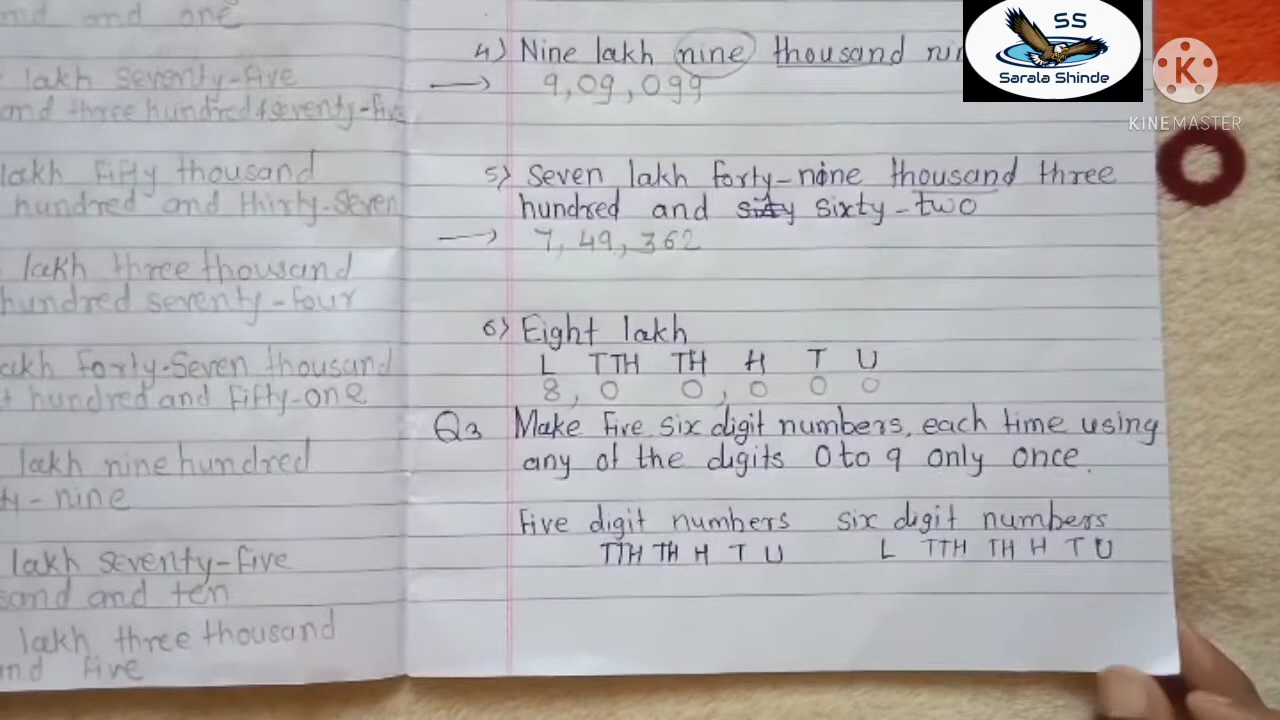 and one
lakh seventy-five
and three hundred seventy-five
lakh fifty thousand
hundred and thirty-seven
lakh three thousand
hundred seventy-four
lakh forty-seven thousand
hundred and fifty-one
lakh nine hundred
-nine
lakh seventy-five
and ten
lakh three thousand
five
4) Nine lakh nine thousand
→ 9,09,099
5) Seven lakh forty-nine thousand three
hundred and sixty-two
→ 7,49,362
6) Eight lakh
L TTH TH H T U
8, 0 0, 0 0 0
Q3 Make five six digit numbers, each time using
any of the digits 0 to 9 only once.
Five digit numbers six digit numbers
TTH TH H T U L TTH TH H T U
SS
Sarala Shinde
K
KINEMASTER